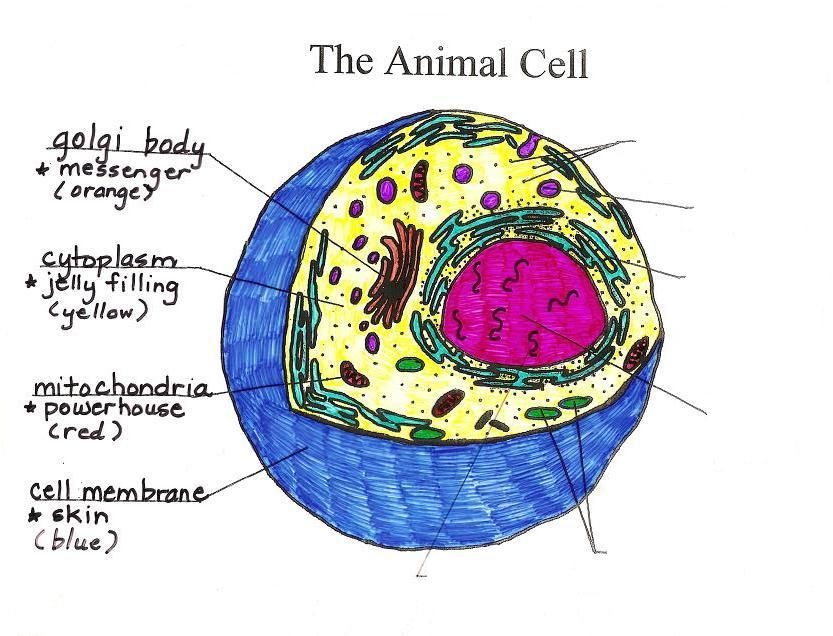 The Animal Cell
golgi body
* messenger
(orange)
cytoplasm
* jelly filling
(yellow)
mitochondria
* powerhouse
(red)
cell membrane
* skin
(blue)